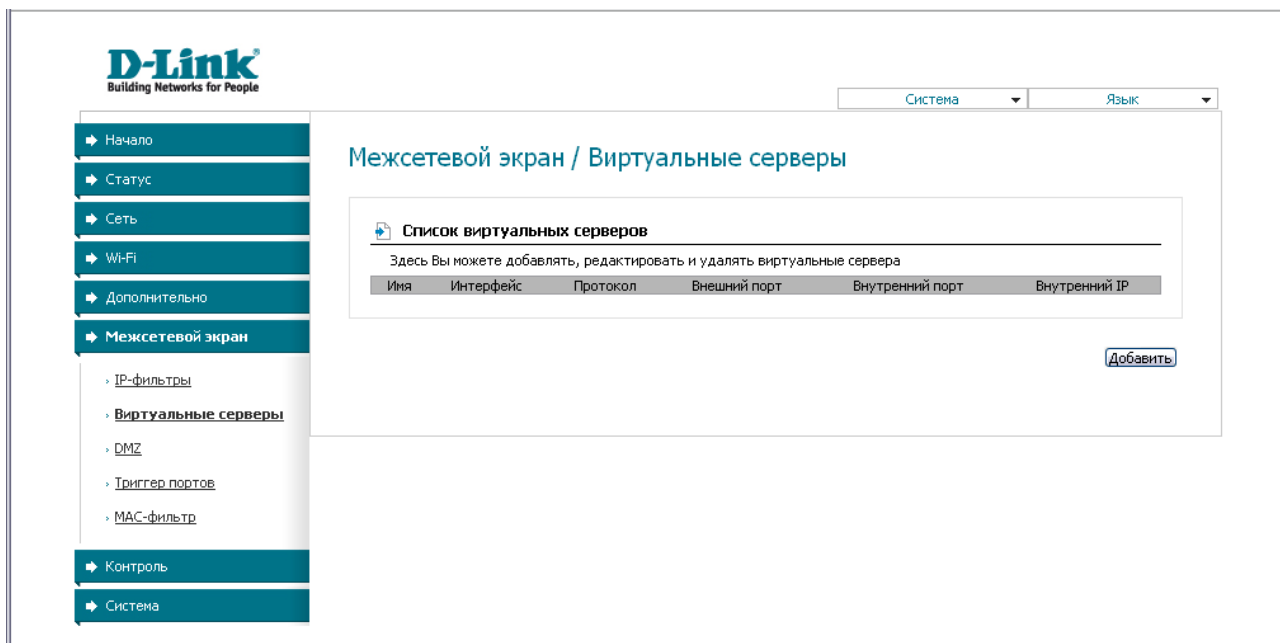 D-Link
Building Networks for People
Система
Язык
Начало
Статус
Сеть
Wi-Fi
Дополнительно
Межсетевой экран
IP-фильтры
Виртуальные серверы
DMZ
Триггер портов
MAC-фильтр
Контроль
Система
Межсетевой экран / Виртуальные серверы
Список виртуальных серверов
Здесь Вы можете добавлять, редактировать и удалять виртуальные сервера
Имя Интерфейс Протокол Внешний порт Внутренний порт Внутренний IP
Добавить